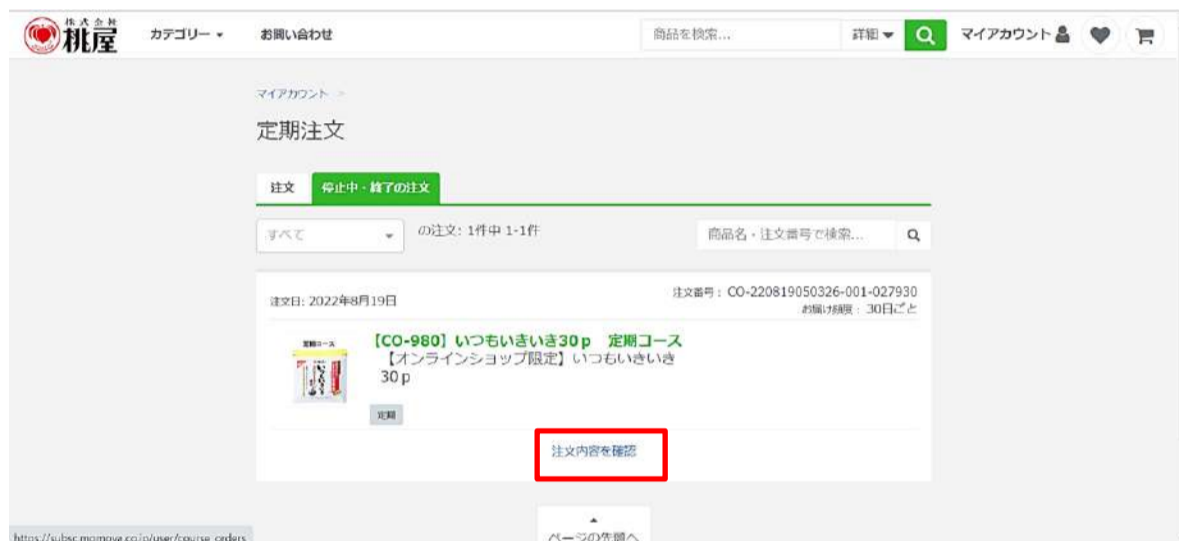 株式会社
桃屋
カテゴリー
お問い合わせ
商品を検索...
詳細
マイアカウント
マイアカウント >
定期注文
注文
停止中・終了の注文
すべて
の注文: 1件中 1-1件
商品名・注文番号で検索...
注文日: 2022年8月19日
注文番号 : CO-220819050326-001-027930
お届け頻度 : 30日ごと
定期コース
いつもいきいき
【CO-980】いつもいきいき30p 定期コース
【オンラインショップ限定】いつもいきいき
30p
定期
注文内容を確認
ページの先頭へ
https://subsc.momoya.co.jp/user/course_orders